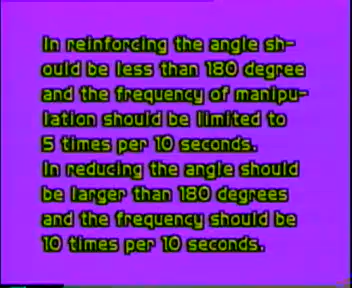 In reinforcing the angle sh-
ould be less than 180 degree
and the frequency of manipu-
lation should be limited to
5 times per 10 seconds.
In reducing the angle should
be larger than 180 degrees
and the frequency should be
10 times per 10 seconds.